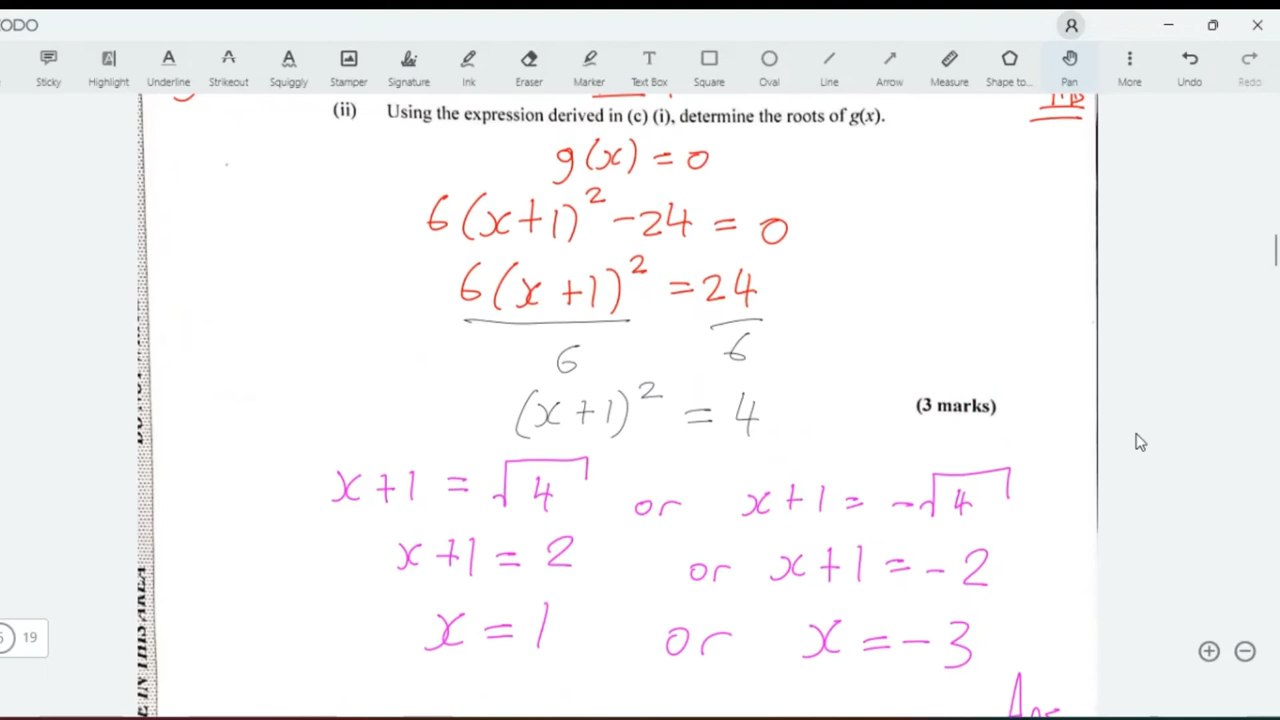 ODO
Sticky Highlight Underline Strikeout Squiggly Stamper Signature Ink Eraser Marker Text Box Square Oval Line Arrow Measure Shape to... Pan More Undo Redo
(ii) Using the expression derived in (c) (i), determine the roots of g(x).
g(x) = 0
6(x+1)² - 24 = 0
6(x+1)² = 24
6 6
(x+1)² = 4
(3 marks)
x+1 = √4 or x+1 = -√4
x+1 = 2 or x+1 = -2
x = 1 or x = -3
19
E IN THIS AREA